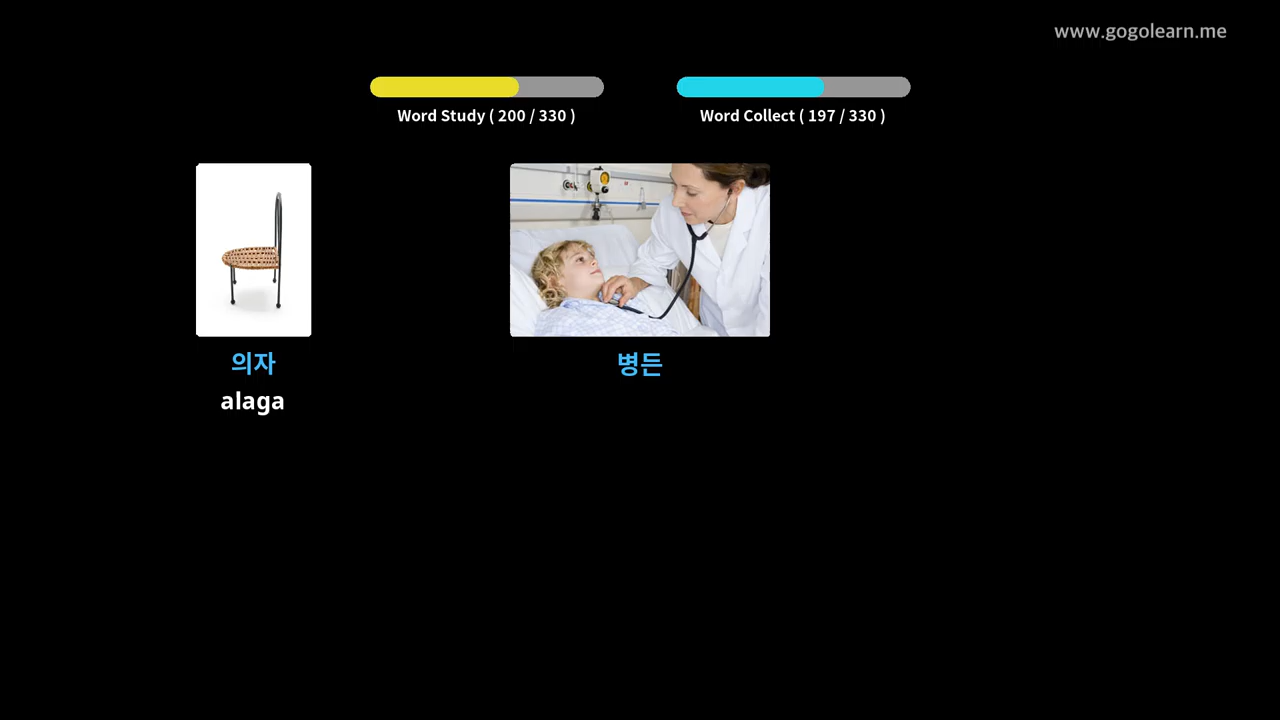 www.gogolearn.me
Word Study ( 200 / 330 )
Word Collect ( 197 / 330 )
의자
병든
alaga